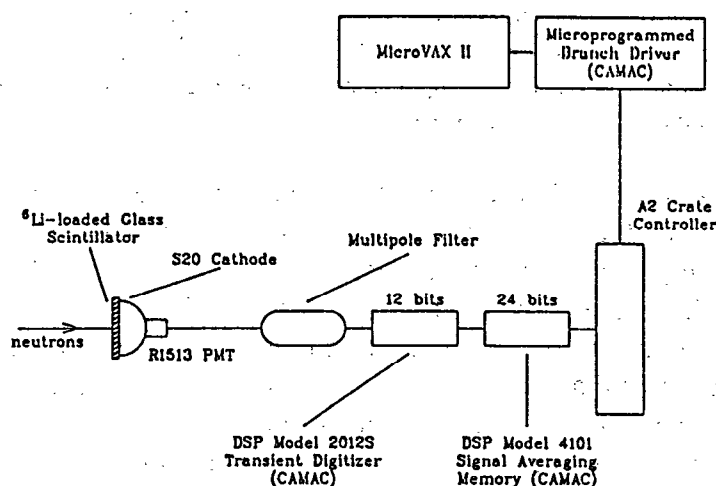 MicroVAX II
Microprogrammed
Brunch Driver
(CAMAC)
A2 Crate
Controller
⁶Li-loaded Glass
Scintillator
S20 Cathode
Multipole Filter
12 bits
24 bits
neutrons
R1513 PMT
DSP Model 2012S
Transient Digitizer
(CAMAC)
DSP Model 4101
Signal Averaging
Memory (CAMAC)